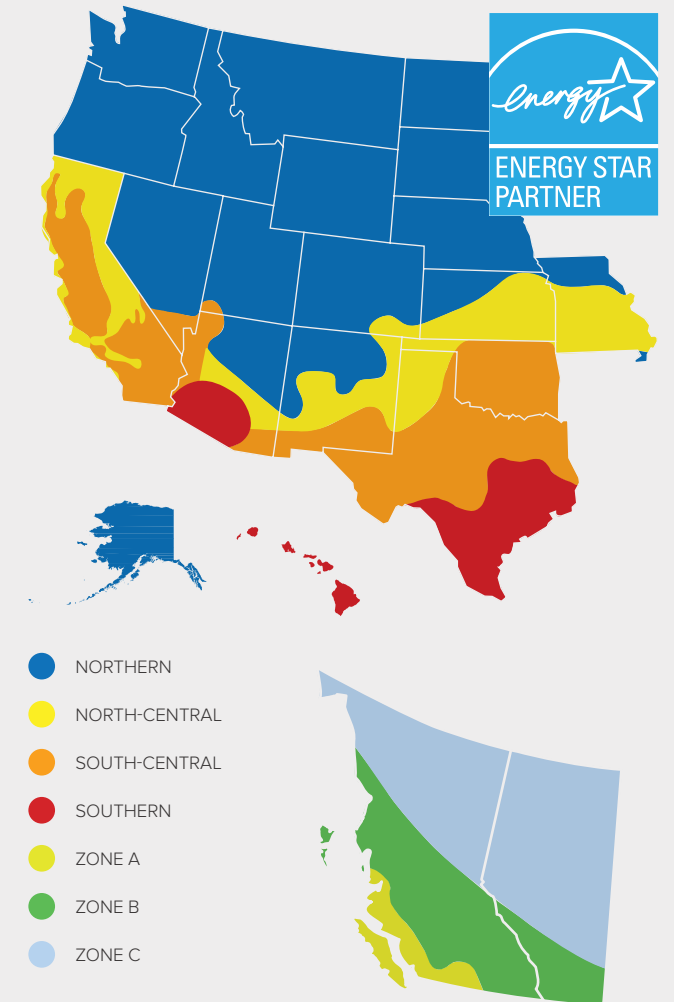 energy
ENERGY STAR
PARTNER
NORTHERN
NORTH-CENTRAL
SOUTH-CENTRAL
SOUTHERN
ZONE A
ZONE B
ZONE C